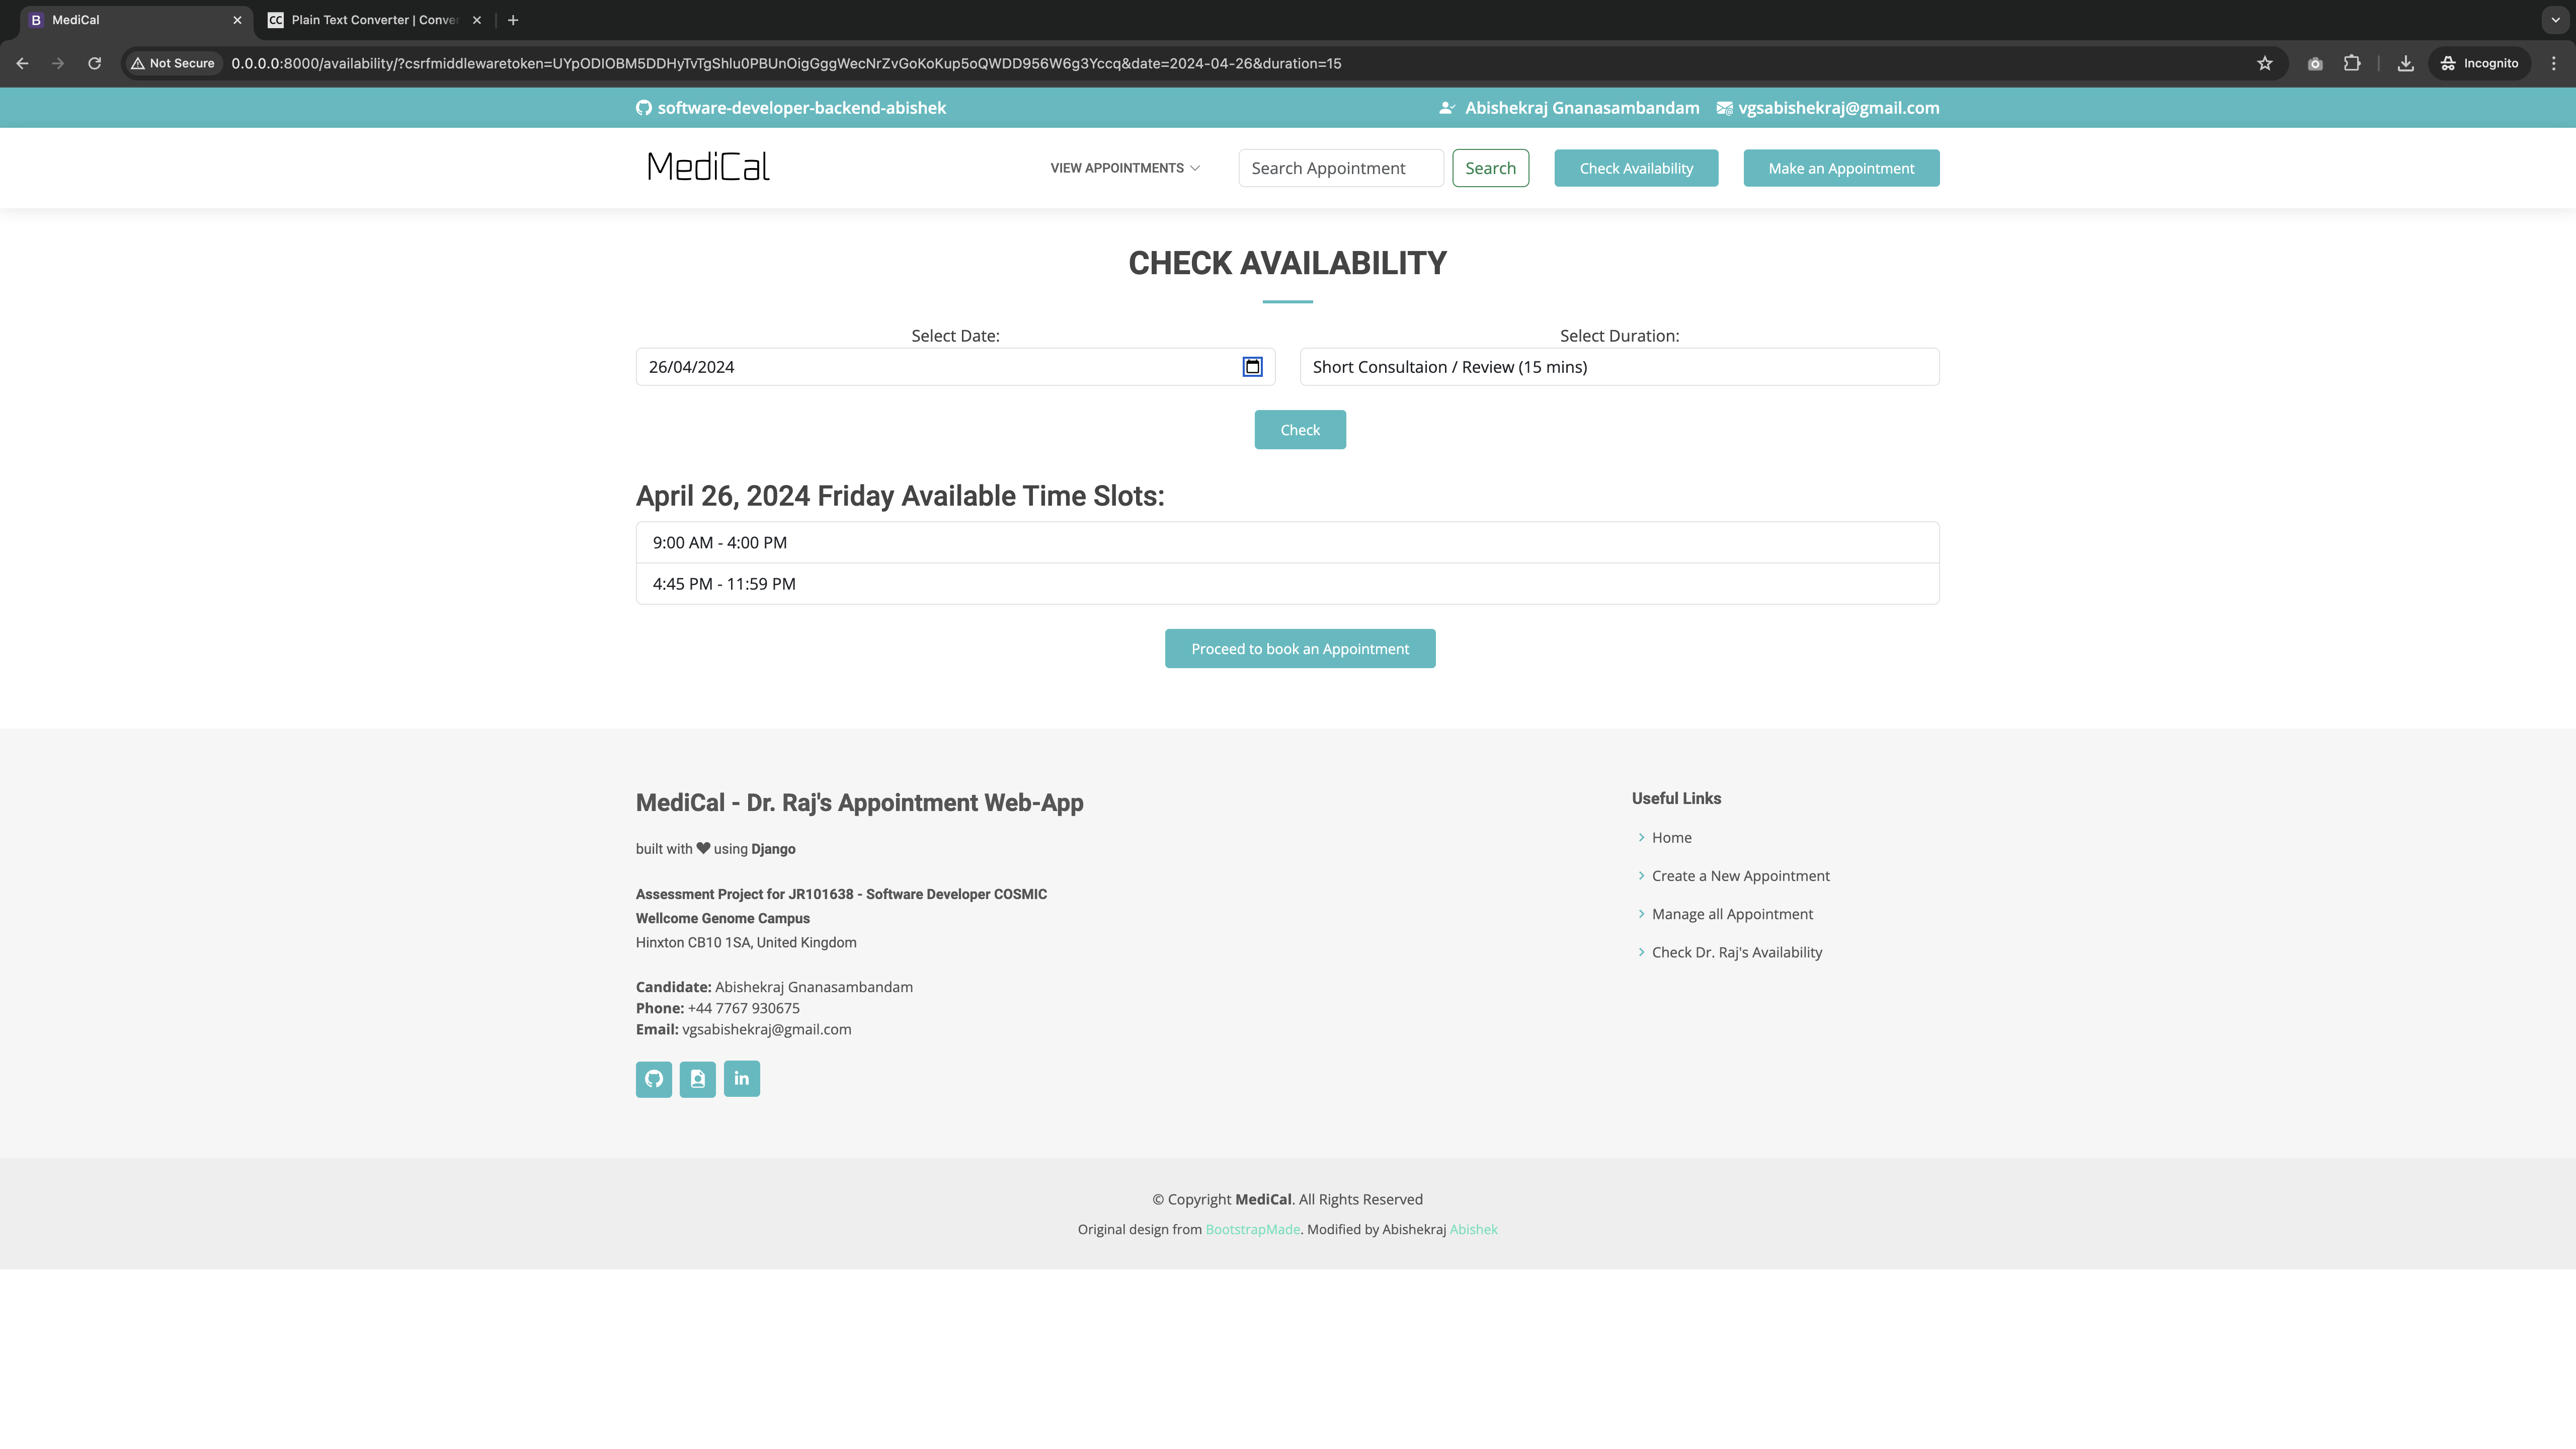 MediCal
Plain Text Converter | Conver
Not Secure 0.0.0.0:8000/availability/?csrfmiddlewaretoken=UYpODIOBM5DDHyTvTgShlu0PBUnOigGggWecNrZvGoKoKup5oQWDD956W6g3Yccq&date=2024-04-26&duration=15
Incognito
software-developer-backend-abishek
Abishekraj Gnanasambandam
vgsabishekraj@gmail.com
MediCal
VIEW APPOINTMENTS
Search Appointment
Search
Check Availability
Make an Appointment
CHECK AVAILABILITY
Select Date:
Select Duration:
26/04/2024
Short Consultaion / Review (15 mins)
Check
April 26, 2024 Friday Available Time Slots:
9:00 AM - 4:00 PM
4:45 PM - 11:59 PM
Proceed to book an Appointment
MediCal - Dr. Raj's Appointment Web-App
built with ♥ using Django
Assessment Project for JR101638 - Software Developer COSMIC
Wellcome Genome Campus
Hinxton CB10 1SA, United Kingdom
Candidate: Abishekraj Gnanasambandam
Phone: +44 7767 930675
Email: vgsabishekraj@gmail.com
in
Useful Links
Home
Create a New Appointment
Manage all Appointment
Check Dr. Raj's Availability
© Copyright MediCal. All Rights Reserved
Original design from BootstrapMade. Modified by Abishekraj Abishek